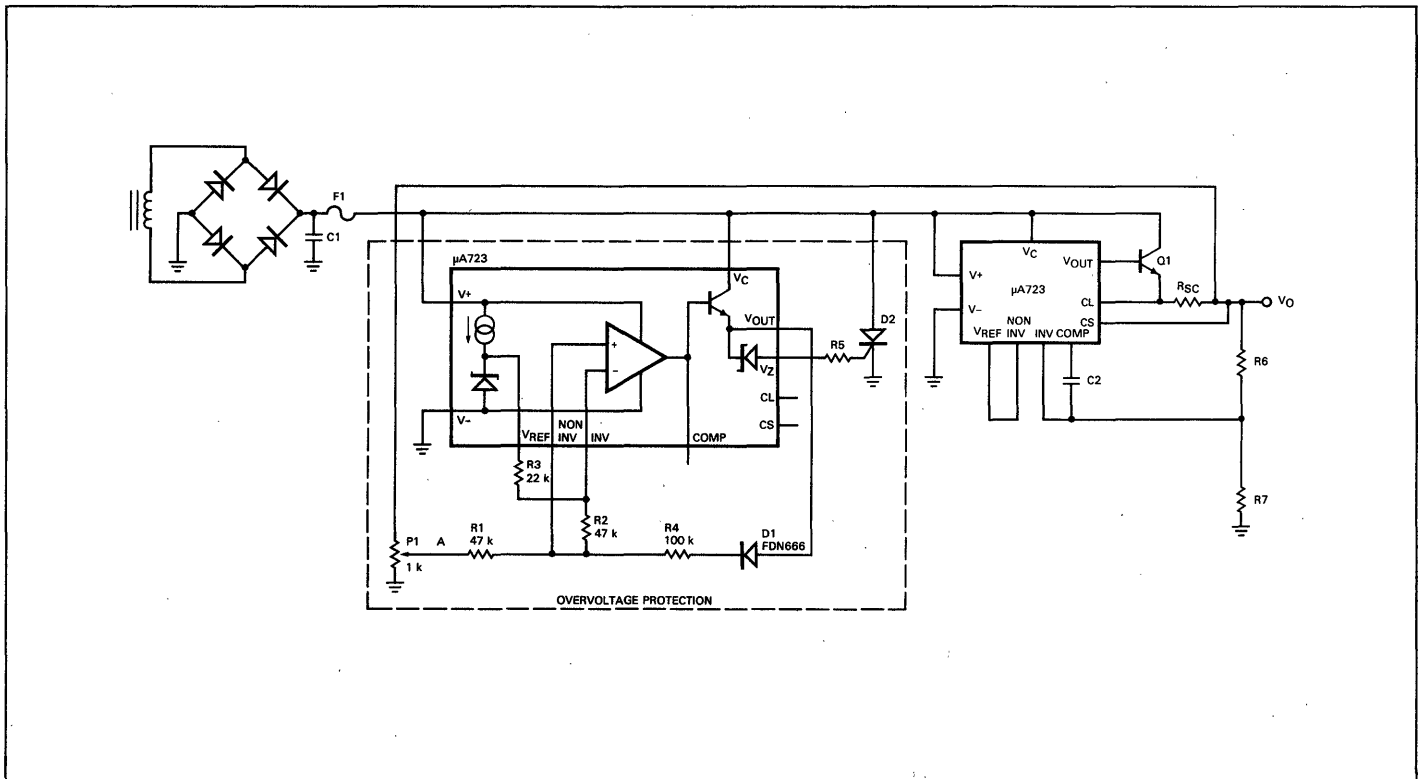 F1
C1
μA723
V+
V–
VC
VOUT
VZ
CL
CS
VREF
NON
INV
INV
COMP
R3
22 k
R2
47 k
R1
47 k
R4
100 k
D1
FDN666
P1
A
1 k
R5
D2
OVERVOLTAGE PROTECTION
V+
V–
VC
VOUT
μA723
CL
CS
NON
VREF INV INV COMP
Q1
RSC
VO
C2
R6
R7